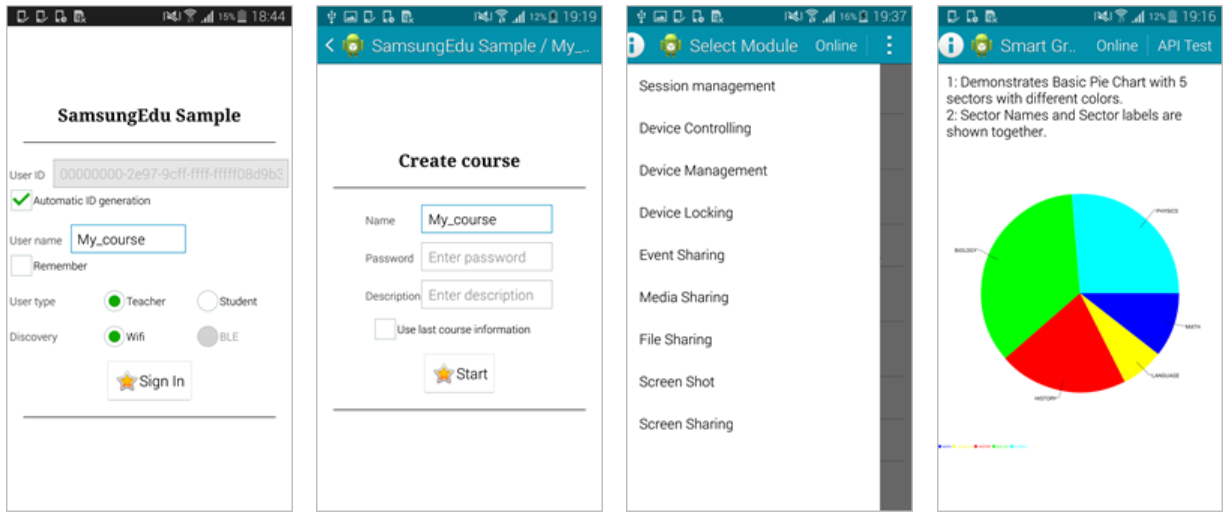 15% 18:44
SamsungEdu Sample
User ID 00000000-2e97-9cff-ffff-fffff08d9b3
Automatic ID generation
User name My_course
Remember
User type Teacher Student
Discovery Wifi BLE
Sign In
12% 19:19
SamsungEdu Sample / My_..
Create course
Name My_course
Password Enter password
Description Enter description
Use last course information
Start
16% 19:37
Select Module Online
Session management
Device Controlling
Device Management
Device Locking
Event Sharing
Media Sharing
File Sharing
Screen Shot
Screen Sharing
12% 19:16
Smart Gr.. Online API Test
1: Demonstrates Basic Pie Chart with 5
sectors with different colors.
2: Sector Names and Sector labels are
shown together.
PHYSICS
BIOLOGY
MATH
LANGUAGE
HISTORY